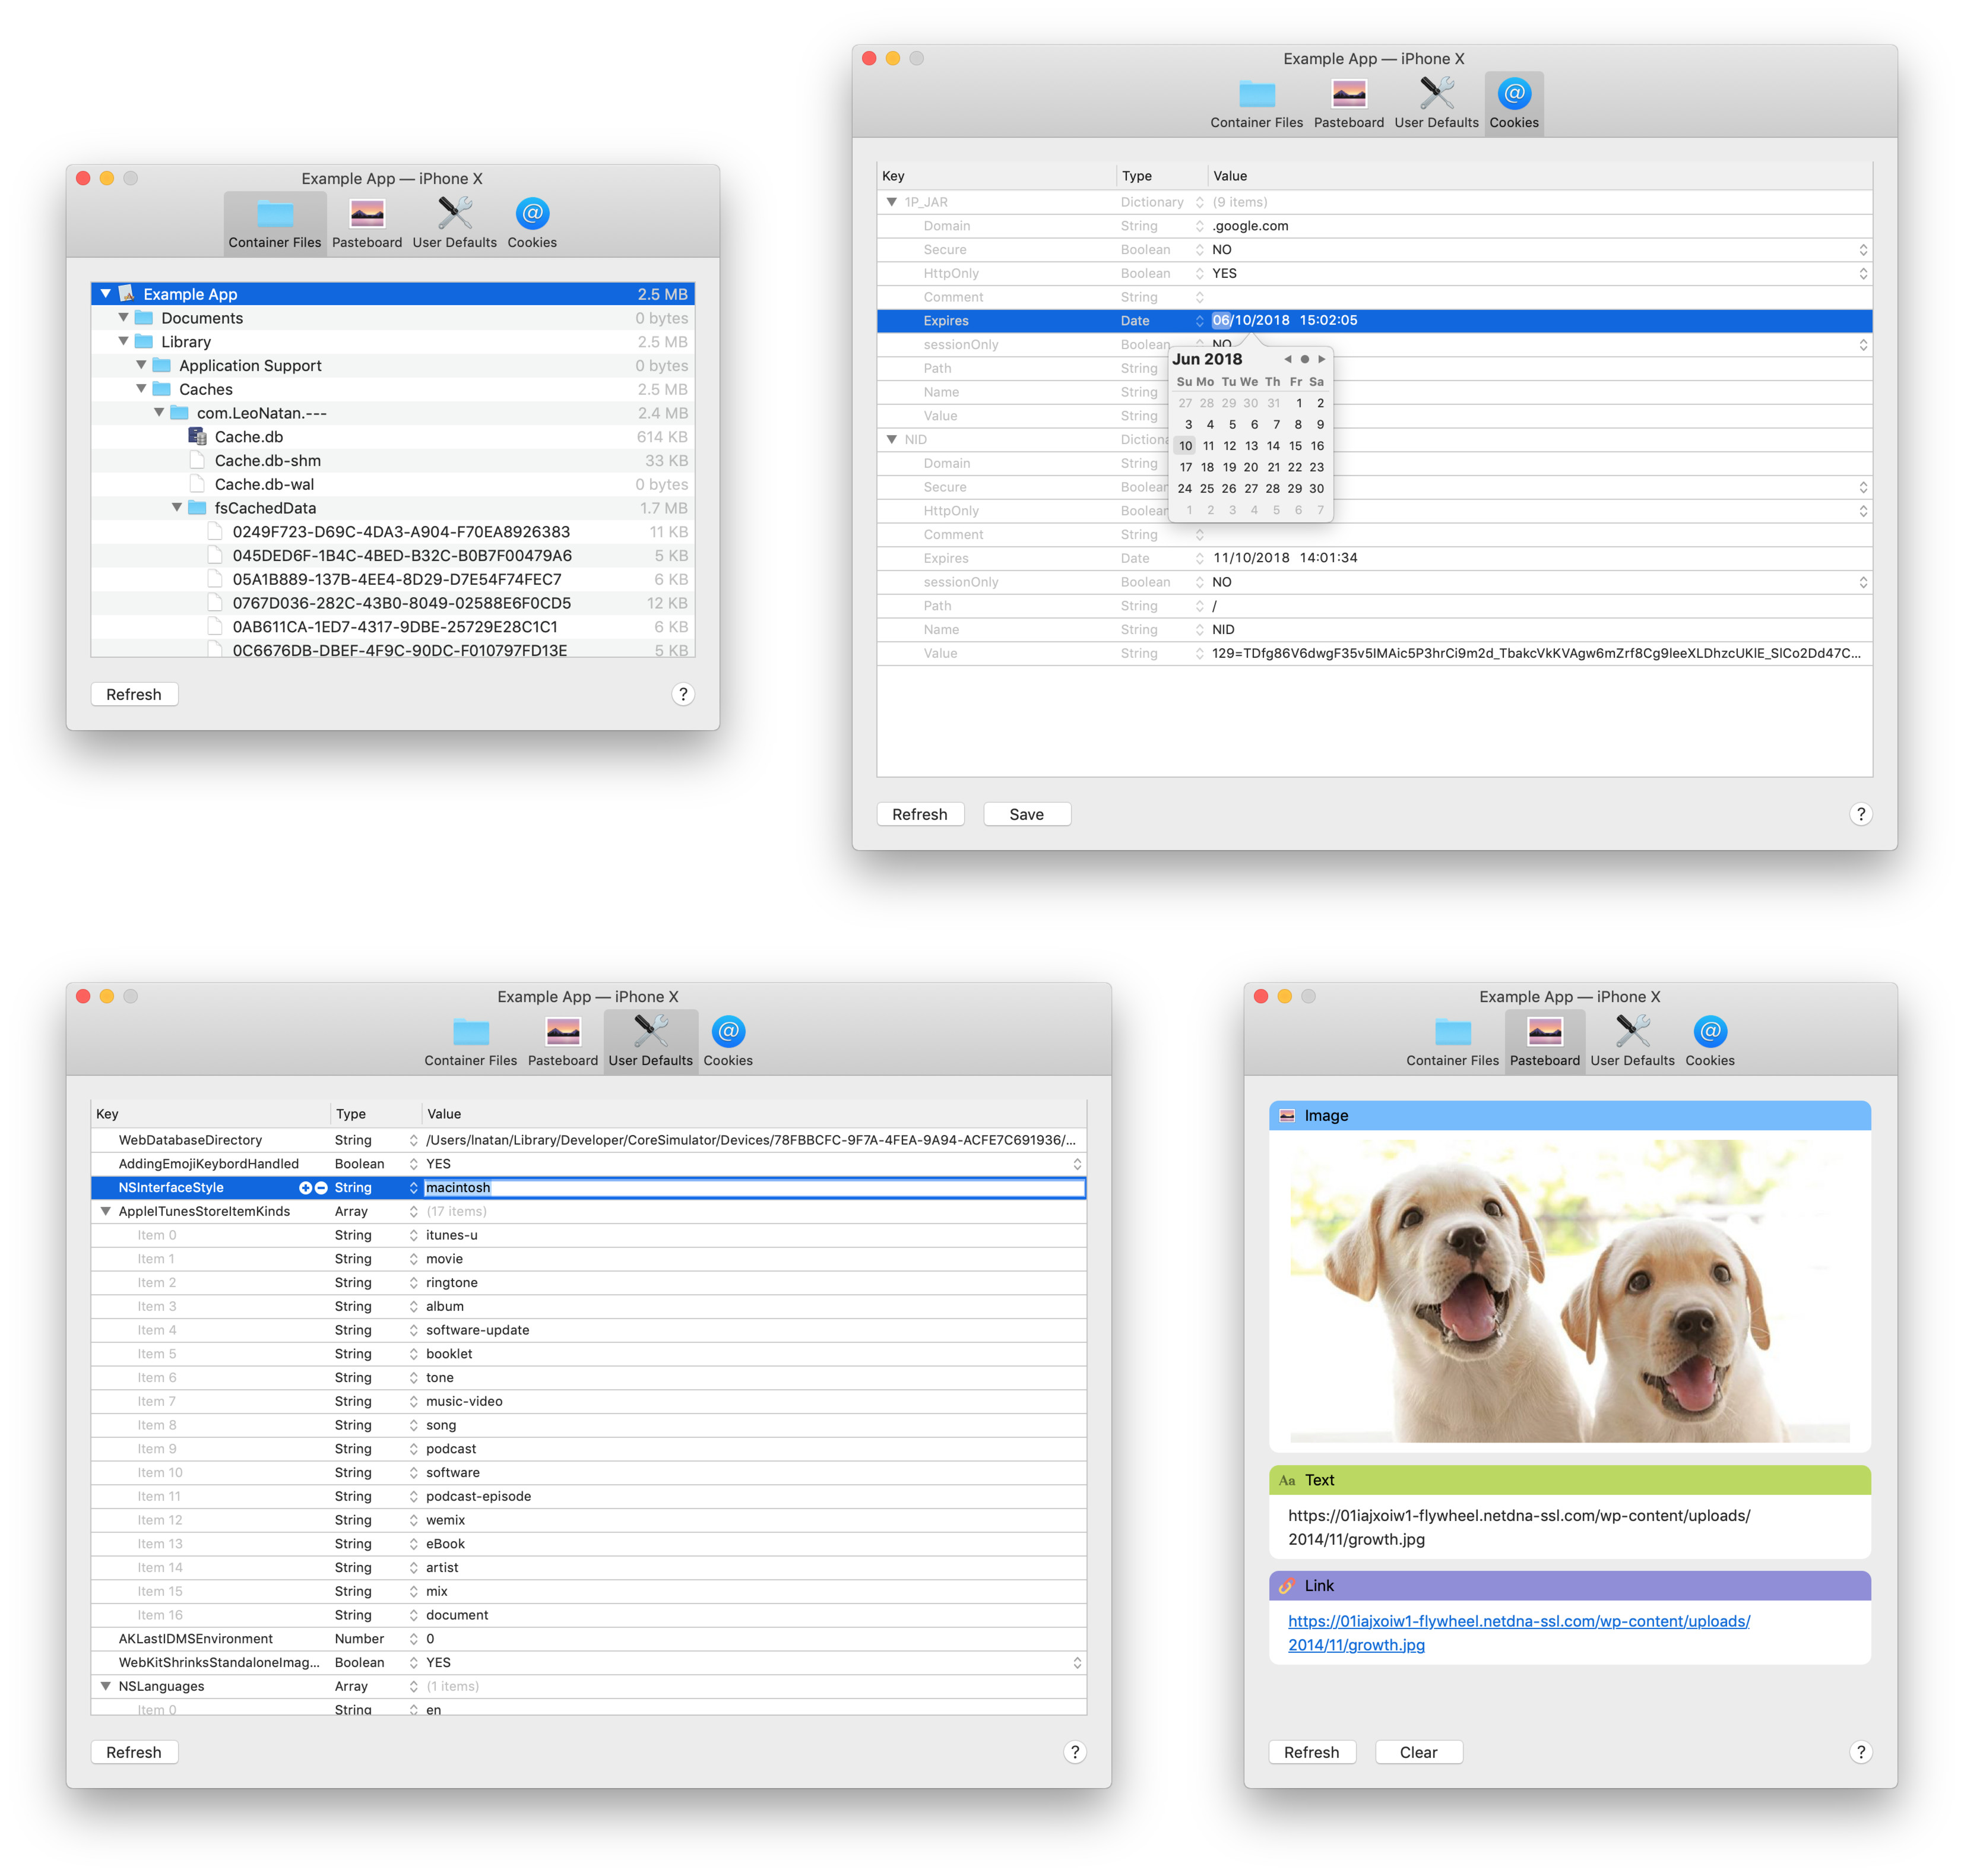 Example App — iPhone X
Container Files Pasteboard User Defaults Cookies
Example App 2.5 MB
Documents 0 bytes
Library 2.5 MB
Application Support 0 bytes
Caches 2.5 MB
com.LeoNatan.--- 2.4 MB
Cache.db 614 KB
Cache.db-shm 33 KB
Cache.db-wal 0 bytes
fsCachedData 1.7 MB
0249F723-D69C-4DA3-A904-F70EA8926383 11 KB
045DED6F-1B4C-4BED-B32C-B0B7F00479A6 5 KB
05A1B889-137B-4EE4-8D29-D7E54F74FEC7 6 KB
0767D036-282C-43B0-8049-02588E6F0CD5 12 KB
0AB611CA-1ED7-4317-9DBE-25729E28C1C1 6 KB
0C6676DB-DBEF-4F9C-90DC-F010797FD13E 5 KB
Refresh ?
Example App — iPhone X
Container Files Pasteboard User Defaults Cookies
Key Type Value
1P_JAR Dictionary (9 items)
Domain String .google.com
Secure Boolean NO
HttpOnly Boolean YES
Comment String
Expires Date 06/10/2018 15:02:05
sessionOnly Boolean NO
Path String
Name String
Value String
NID
Domain String
Secure
HttpOnly
Comment String
Expires Date 11/10/2018 14:01:34
sessionOnly Boolean NO
Path String /
Name String NID
Value String 129=TDfg86V6dwgF35v5IMAic5P3hrCi9m2d_TbakcVkKVAgw6mZrf8Cg9IeeXLDhzcUKlE_SlCo2Dd47C...
Jun 2018
Su Mo Tu We Th Fr Sa
27 28 29 30 31 1 2
3 4 5 6 7 8 9
10 11 12 13 14 15 16
17 18 19 20 21 22 23
24 25 26 27 28 29 30
1 2 3 4 5 6 7
Refresh Save ?
Example App — iPhone X
Container Files Pasteboard User Defaults Cookies
Key Type Value
WebDatabaseDirectory String /Users/lnatan/Library/Developer/CoreSimulator/Devices/78FBBCFC-9F7A-4FEA-9A94-ACFE7C691936/...
AddingEmojiKeybordHandled Boolean YES
NSInterfaceStyle String macintosh
AppleITunesStoreItemKinds Array (17 items)
Item 0 String itunes-u
Item 1 String movie
Item 2 String ringtone
Item 3 String album
Item 4 String software-update
Item 5 String booklet
Item 6 String tone
Item 7 String music-video
Item 8 String song
Item 9 String podcast
Item 10 String software
Item 11 String podcast-episode
Item 12 String wemix
Item 13 String eBook
Item 14 String artist
Item 15 String mix
Item 16 String document
AKLastIDMSEnvironment Number 0
WebKitShrinksStandaloneImag... Boolean YES
NSLanguages Array (1 items)
Item 0 String en
Refresh ?
Example App — iPhone X
Container Files Pasteboard User Defaults Cookies
Image
Aa Text
https://01iajxoiw1-flywheel.netdna-ssl.com/wp-content/uploads/
2014/11/growth.jpg
Link
https://01iajxoiw1-flywheel.netdna-ssl.com/wp-content/uploads/
2014/11/growth.jpg
Refresh Clear ?